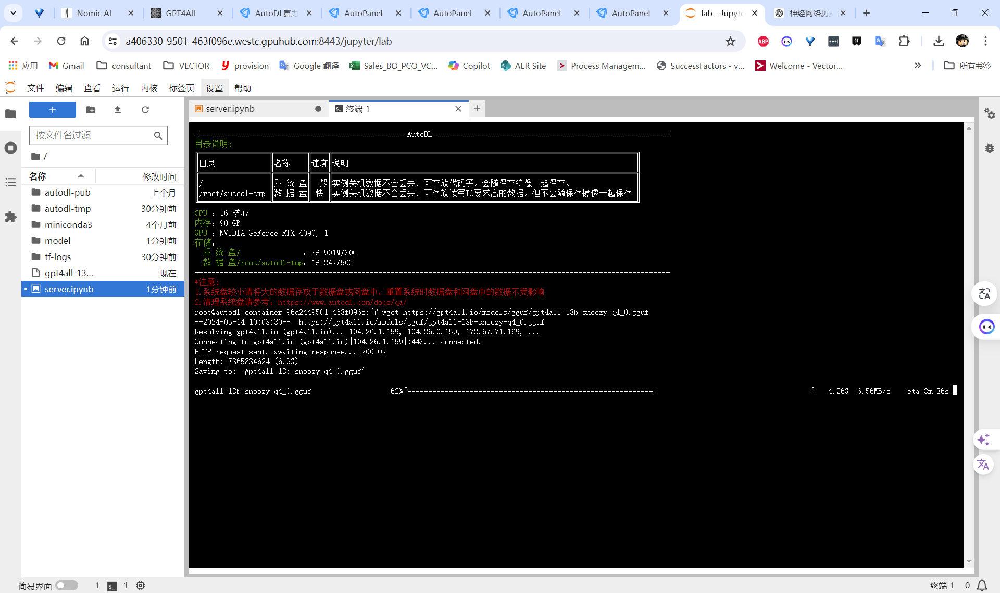 Nomic AI
GPT4All
AutoDL算力
AutoPanel
AutoPanel
AutoPanel
AutoPanel
lab - Jupyte
神经网络历史
a406330-9501-463f096e.westc.gpuhub.com:8443/jupyter/lab
ABP
应用
Gmail
consultant
VECTOR
provision
Google 翻译
Sales_BO_PCO_VC...
Copilot
AER Site
Process Managem...
SuccessFactors - v...
Welcome - Vector...
所有书签
文件 编辑 查看 运行 内核 标签页 设置 帮助
server.ipynb
终端 1
按文件名过滤
/
名称 修改时间
autodl-pub 上个月
autodl-tmp 30分钟前
miniconda3 4个月前
model 1分钟前
tf-logs 30分钟前
gpt4all-13... 现在
server.ipynb 1分钟前
+--------------------------------------------------AutoDL--------------------------------------------------------+
目录说明:
目录 名称 速度 说明
/ 系 统 盘 一般 实例关机数据不会丢失，可存放代码等。会随保存镜像一起保存。
/root/autodl-tmp 数 据 盘 快 实例关机数据不会丢失，可存放读写IO要求高的数据。但不会随保存镜像一起保存
CPU ：16 核心
内存：90 GB
GPU ：NVIDIA GeForce RTX 4090, 1
存储：
系 统 盘/ ：3% 901M/30G
数 据 盘/root/autodl-tmp：1% 24K/50G
+----------------------------------------------------------------------------------------------------------------+
*注意:
1.系统盘较小请将大的数据存放于数据盘或网盘中，重置系统时数据盘和网盘中的数据不受影响
2.清理系统盘请参考：https://www.autodl.com/docs/qa/
root@autodl-container-96d2449501-463f096e:~# wget https://gpt4all.io/models/gguf/gpt4all-13b-snoozy-q4_0.gguf
--2024-05-14 10:03:30-- https://gpt4all.io/models/gguf/gpt4all-13b-snoozy-q4_0.gguf
Resolving gpt4all.io (gpt4all.io)... 104.26.1.159, 104.26.0.159, 172.67.71.169, ...
Connecting to gpt4all.io (gpt4all.io)|104.26.1.159|:443... connected.
HTTP request sent, awaiting response... 200 OK
Length: 7365834624 (6.9G)
Saving to: ‘gpt4all-13b-snoozy-q4_0.gguf’
gpt4all-13b-snoozy-q4_0.gguf 62%[===========================================================> ] 4.26G 6.56MB/s eta 3m 36s
简易界面 1 1
终端 1 0